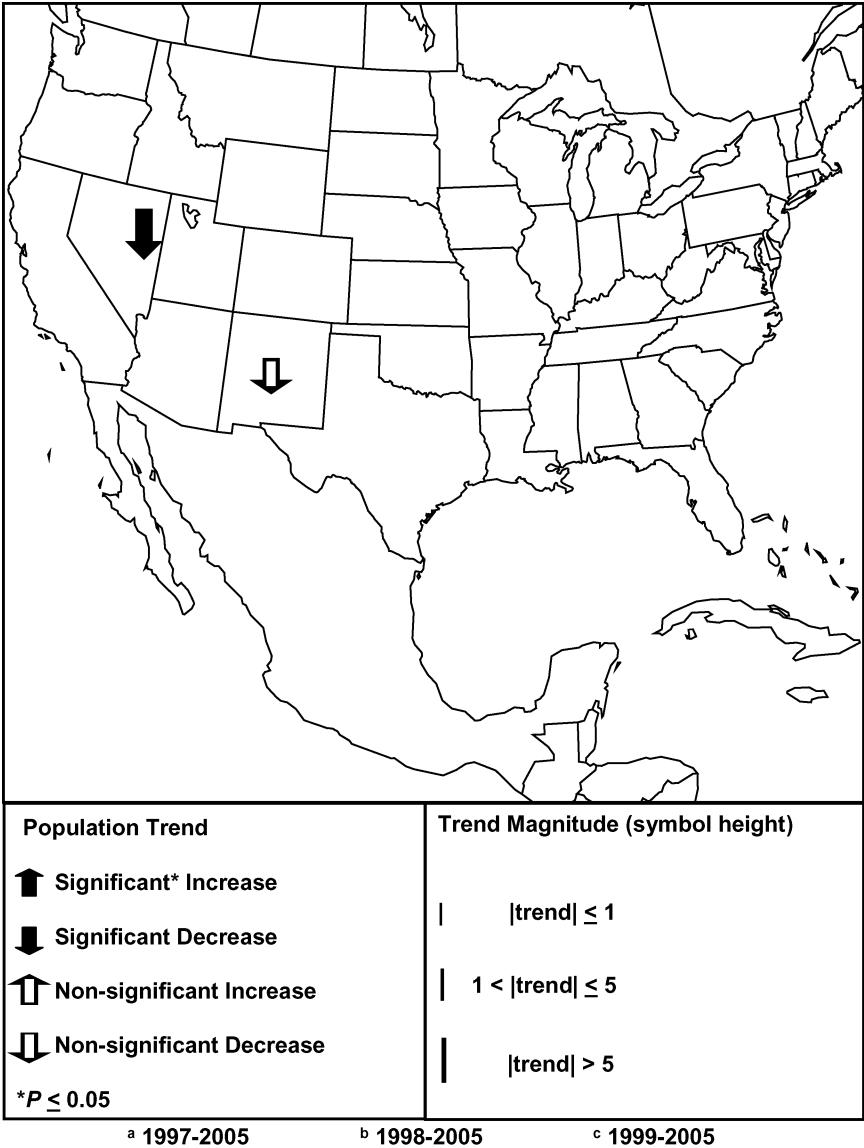 Population Trend
Significant* Increase
Significant Decrease
Non-significant Increase
Non-significant Decrease
*P ≤ 0.05
Trend Magnitude (symbol height)
|trend| ≤ 1
1 < |trend| ≤ 5
|trend| > 5
ᵃ 1997-2005 ᵇ 1998-2005 ᶜ 1999-2005